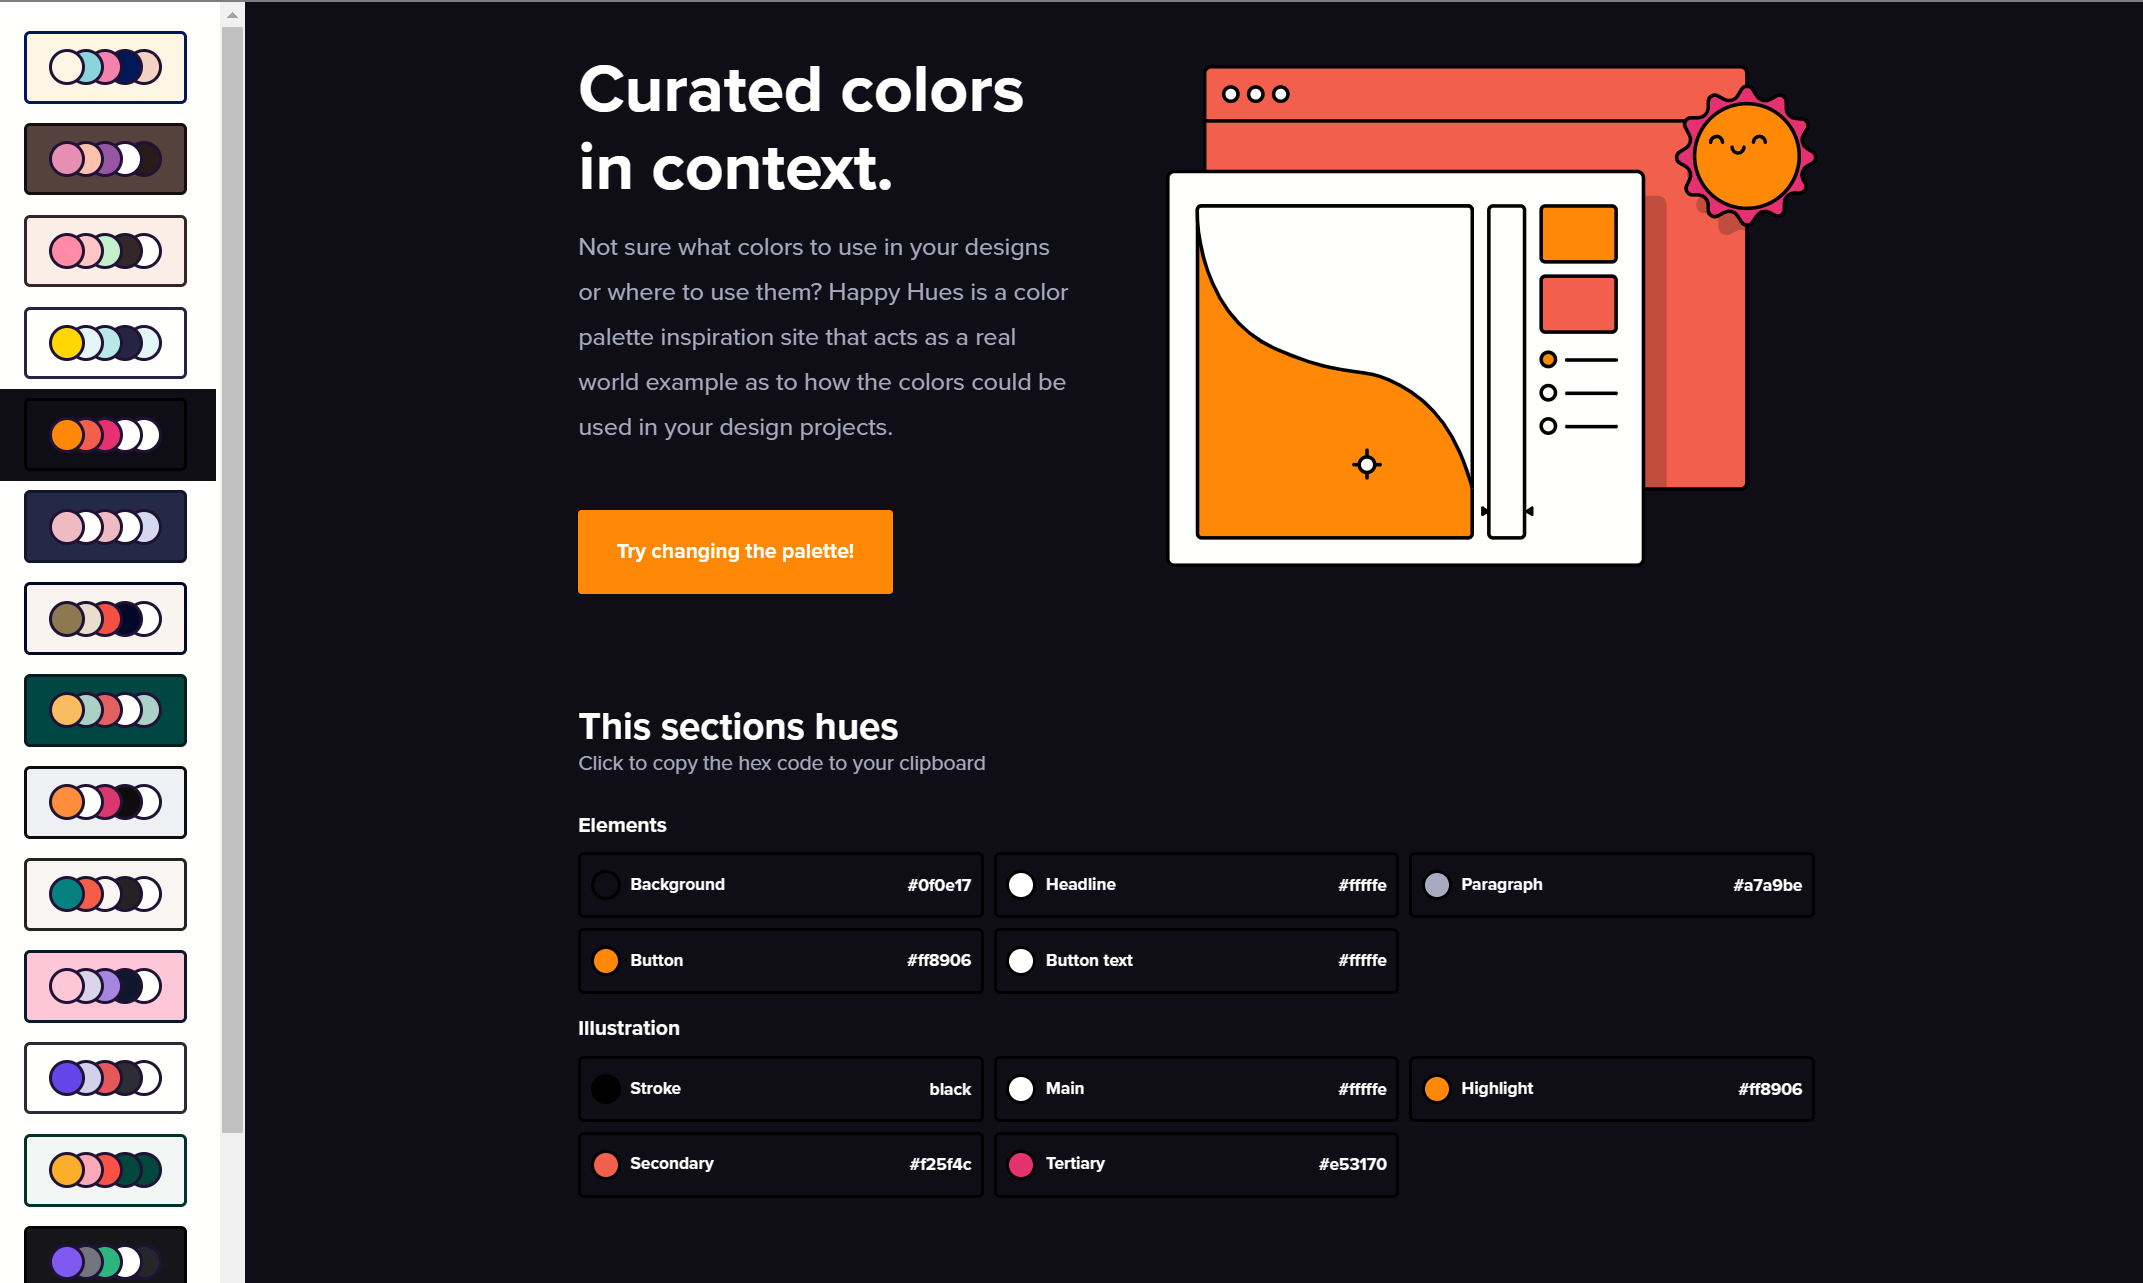 Curated colors
in context.
Not sure what colors to use in your designs
or where to use them? Happy Hues is a color
palette inspiration site that acts as a real
world example as to how the colors could be
used in your design projects.
Try changing the palette!
This sections hues
Click to copy the hex code to your clipboard
Elements
Background #0f0e17 Headline #fffffe Paragraph #a7a9be
Button #ff8906 Button text #fffffe
Illustration
Stroke black Main #fffffe Highlight #ff8906
Secondary #f25f4c Tertiary #e53170